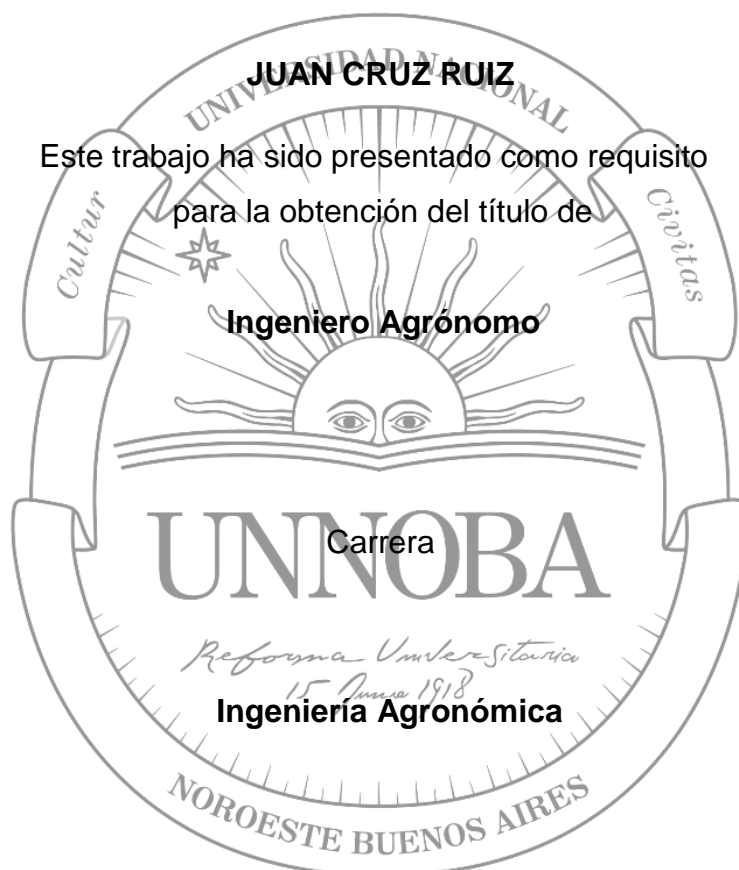 UNIVERSIDAD NACIONAL
JUAN CRUZ RUIZ
Este trabajo ha sido presentado como requisito
para la obtención del título de
Cultur
Civitas
Ingeniero Agrónomo
UNNOBA
Carrera
Reforma Universitaria
15 Junio 1918
Ingeniería Agronómica
NOROESTE BUENOS AIRES